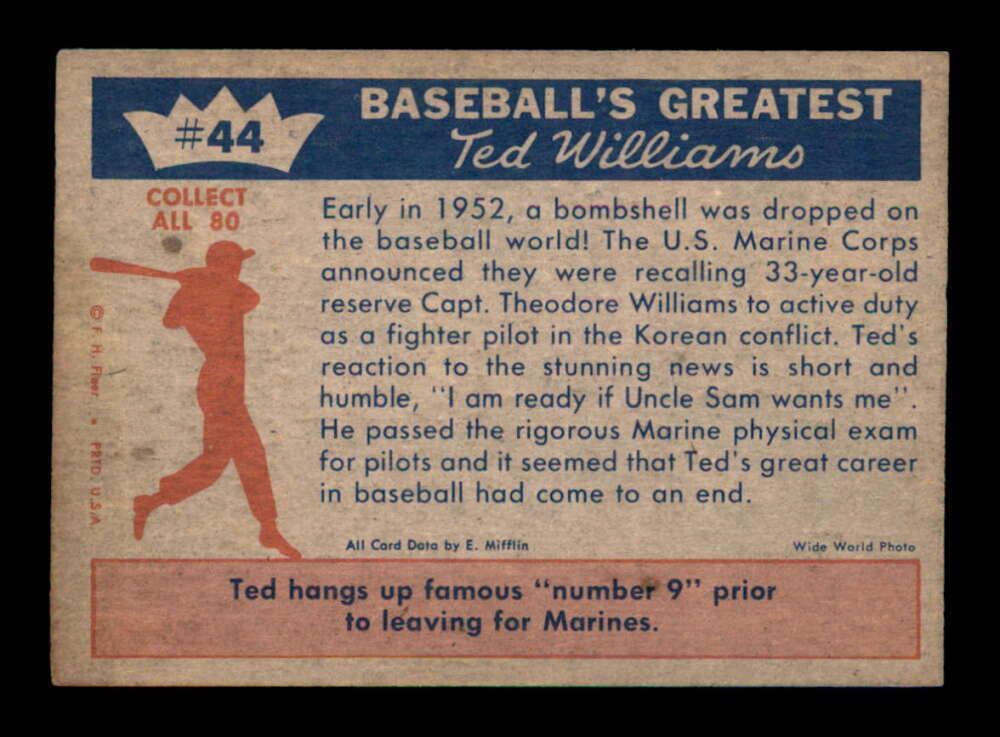 #44
BASEBALL'S GREATEST
Ted Williams
COLLECT
ALL 80
Early in 1952, a bombshell was dropped on
the baseball world! The U.S. Marine Corps
announced they were recalling 33-year-old
reserve Capt. Theodore Williams to active duty
as a fighter pilot in the Korean conflict. Ted's
reaction to the stunning news is short and
humble, "I am ready if Uncle Sam wants me".
He passed the rigorous Marine physical exam
for pilots and it seemed that Ted's great career
in baseball had come to an end.
© F. H. Fleer • PRTD. U.S.A
All Card Data by E. Mifflin
Wide World Photo
Ted hangs up famous "number 9" prior
to leaving for Marines.